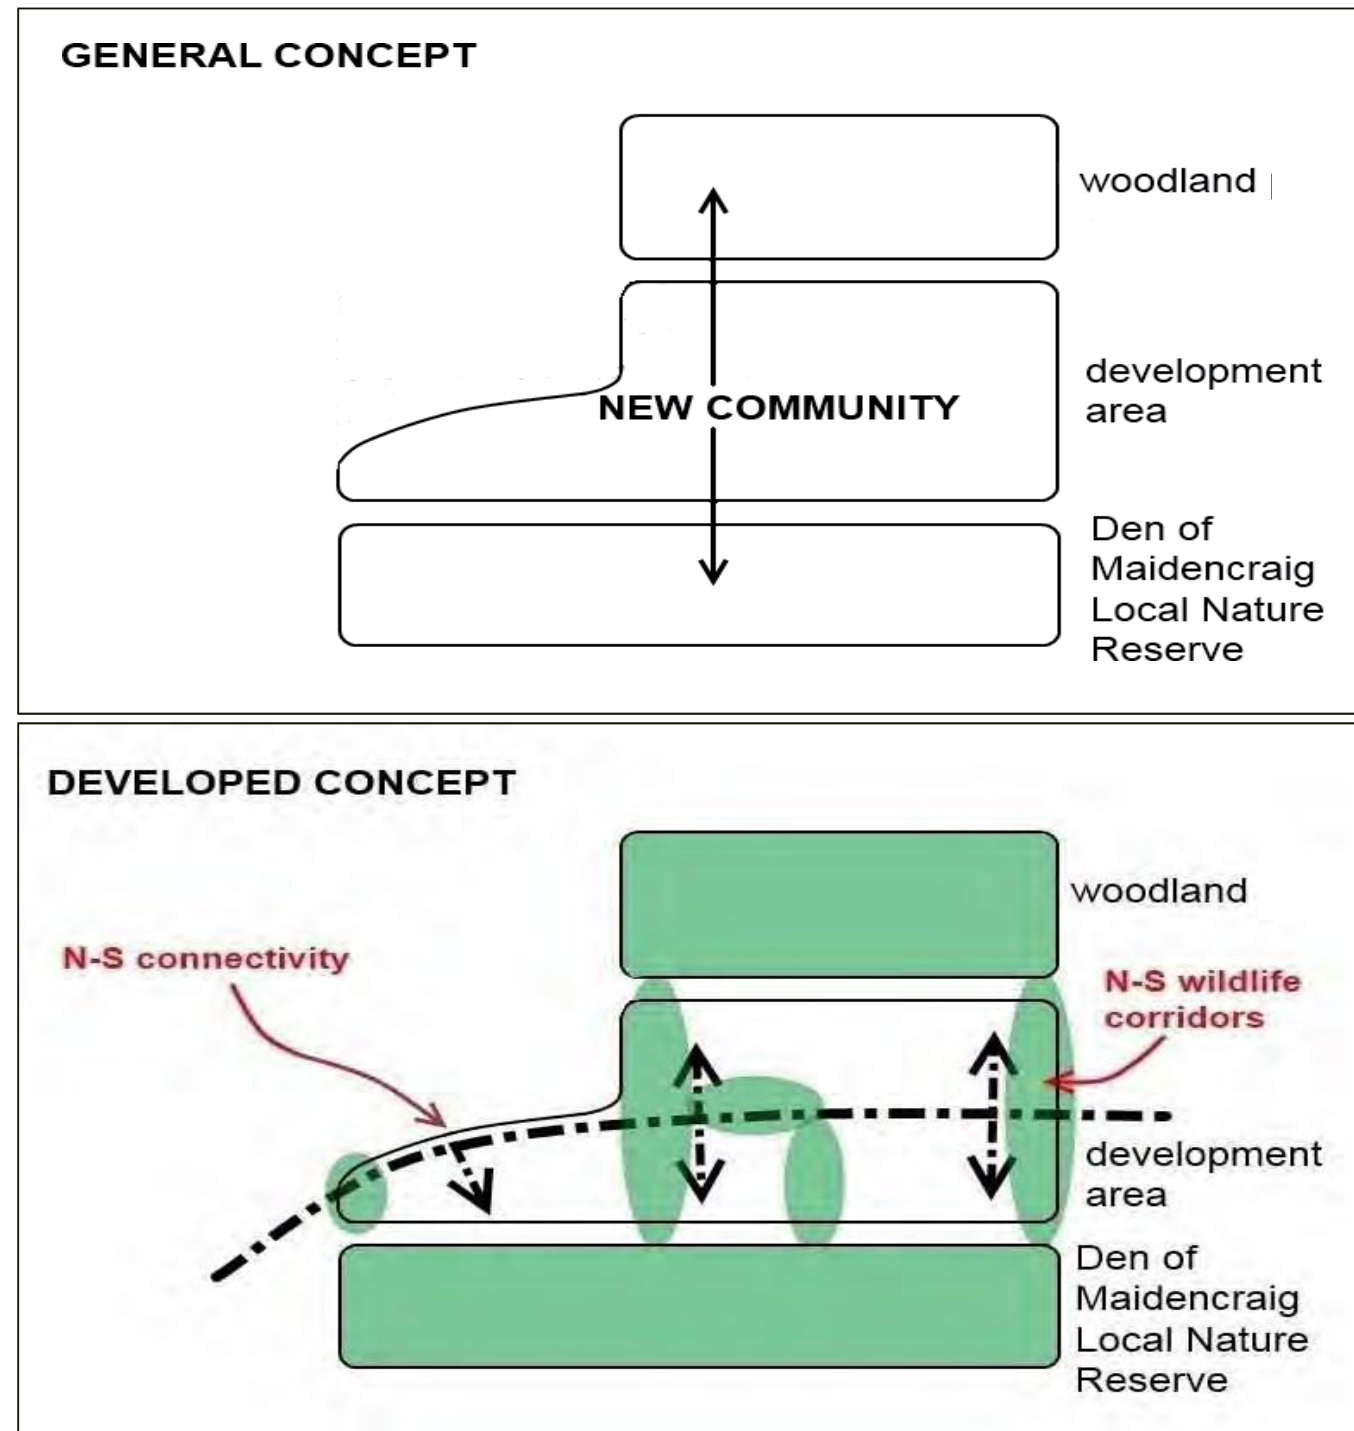 GENERAL CONCEPT
woodland
development
area
NEW COMMUNITY
Den of
Maidencraig
Local Nature
Reserve
DEVELOPED CONCEPT
woodland
N-S connectivity
N-S wildlife
corridors
development
area
Den of
Maidencraig
Local Nature
Reserve